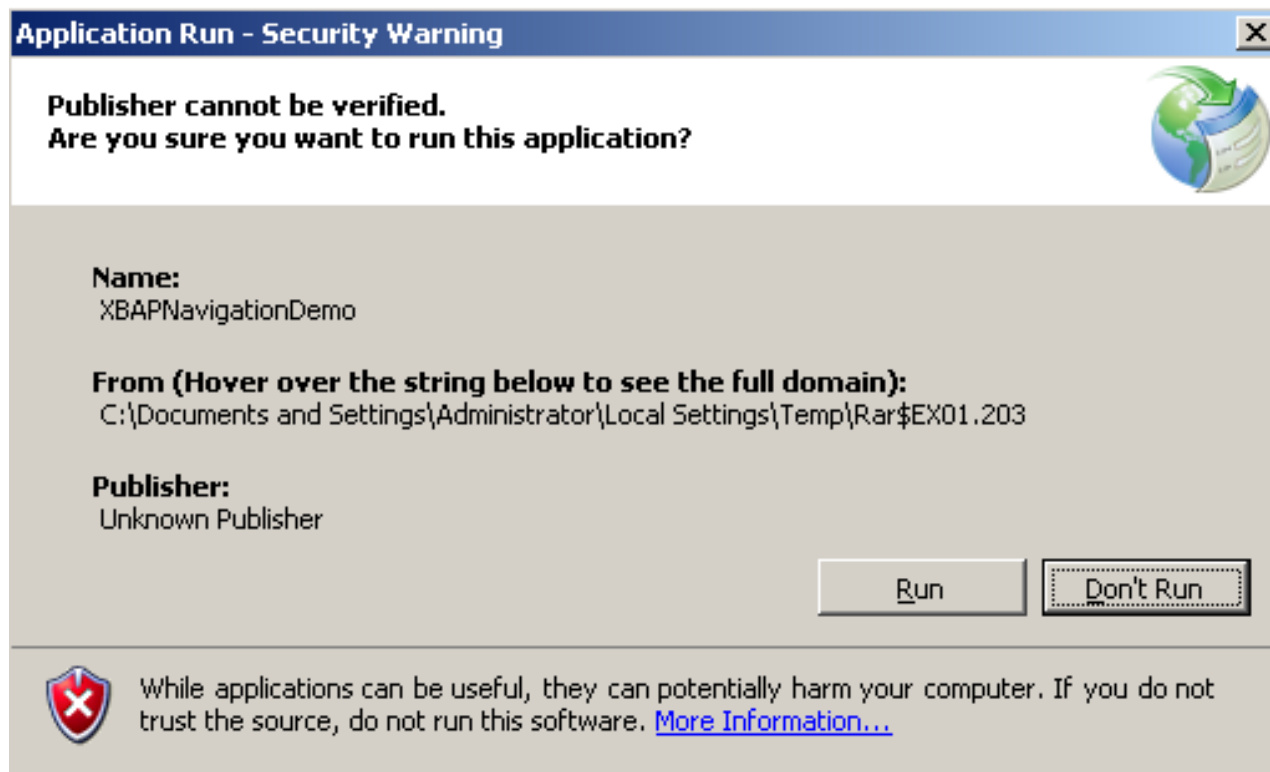 Application Run - Security Warning
Publisher cannot be verified.
Are you sure you want to run this application?
Name:
XBAPNavigationDemo
From (Hover over the string below to see the full domain):
C:\Documents and Settings\Administrator\Local Settings\Temp\Rar$EX01.203
Publisher:
Unknown Publisher
Run
Don't Run
While applications can be useful, they can potentially harm your computer. If you do not
trust the source, do not run this software. More Information...